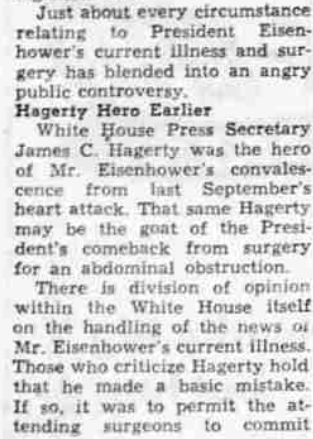 Just about every circumstance
relating to President Eisen-
hower's current illness and sur-
gery has blended into an angry
public controversy.
Hagerty Hero Earlier
White House Press Secretary
James C. Hagerty was the hero
of Mr. Eisenhower's convales-
cence from last September's
heart attack. That same Hagerty
may be the goat of the Presi-
dent's comeback from surgery
for an abdominal obstruction.
There is division of opinion
within the White House itself
on the handling of the news of
Mr. Eisenhower's current illness.
Those who criticize Hagerty hold
that he made a basic mistake.
If so, it was to permit the at-
tending surgeons to commit